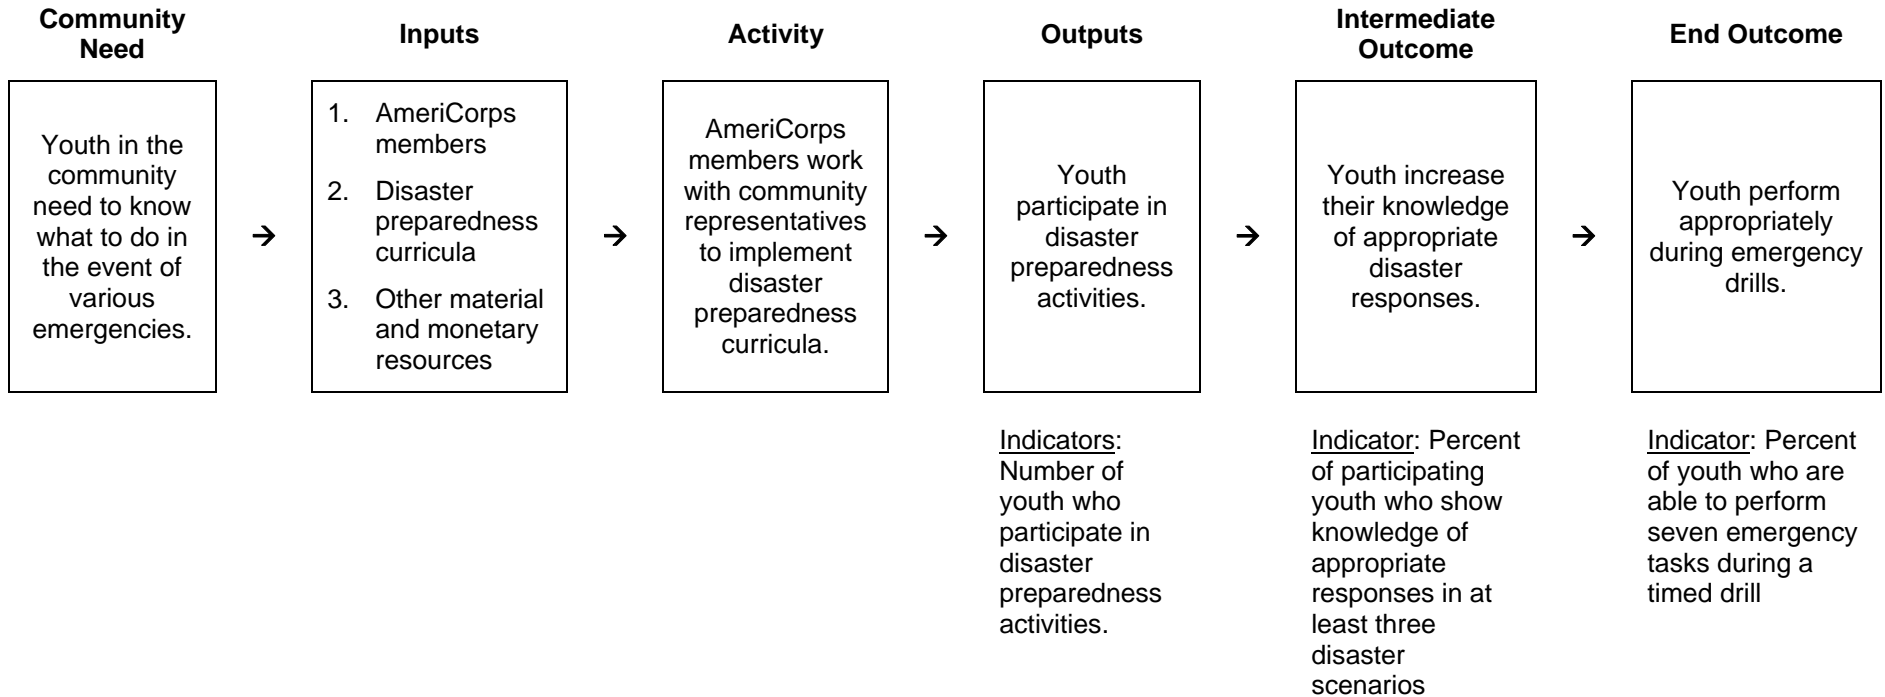 Community
Need
Inputs
Activity
Outputs
Intermediate
Outcome
End Outcome
Youth in the
community
need to know
what to do in
the event of
various
emergencies.
→
1. AmeriCorps
members
2. Disaster
preparedness
curricula
3. Other material
and monetary
resources
→
AmeriCorps
members work
with community
representatives
to implement
disaster
preparedness
curricula.
→
Youth
participate in
disaster
preparedness
activities.
→
Youth increase
their knowledge
of appropriate
disaster
responses.
→
Youth perform
appropriately
during emergency
drills.
Indicators:
Number of
youth who
participate in
disaster
preparedness
activities.
Indicator: Percent
of participating
youth who show
knowledge of
appropriate
responses in at
least three
disaster
scenarios
Indicator: Percent
of youth who are
able to perform
seven emergency
tasks during a
timed drill